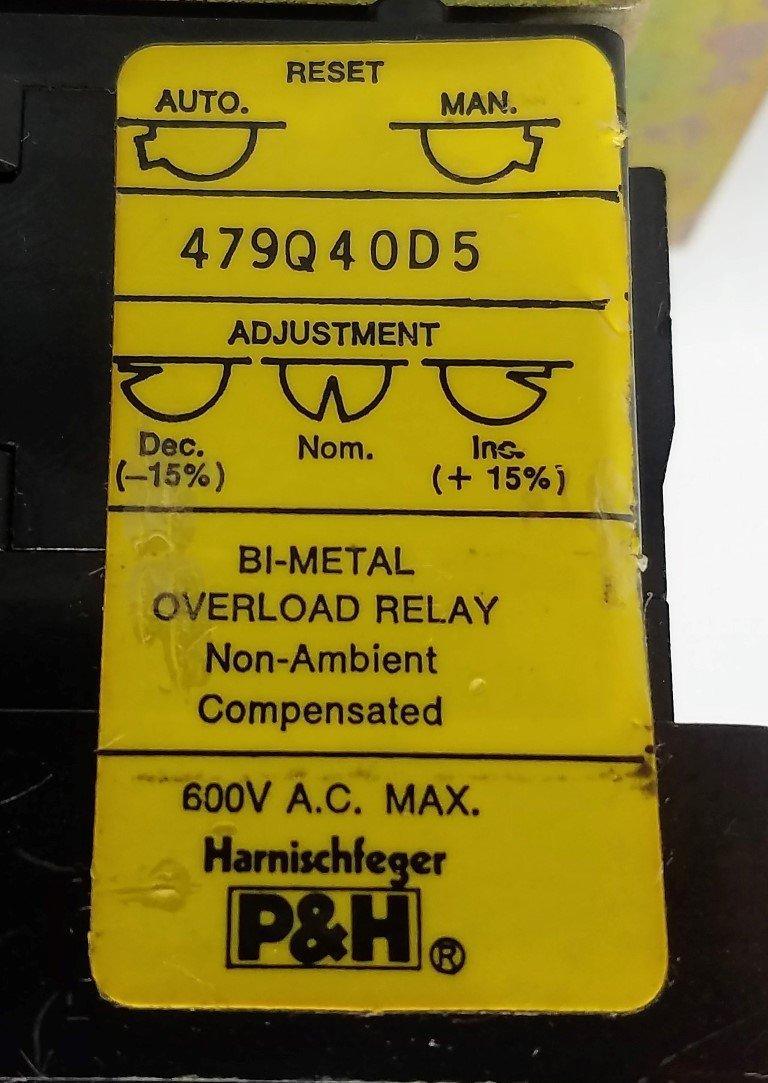 RESET
AUTO. MAN.
479Q40D5
ADJUSTMENT
Dec. Nom. Inc.
(–15%) (+ 15%)
BI-METAL
OVERLOAD RELAY
Non-Ambient
Compensated
600V A.C. MAX.
Harnischfeger
P&H ®